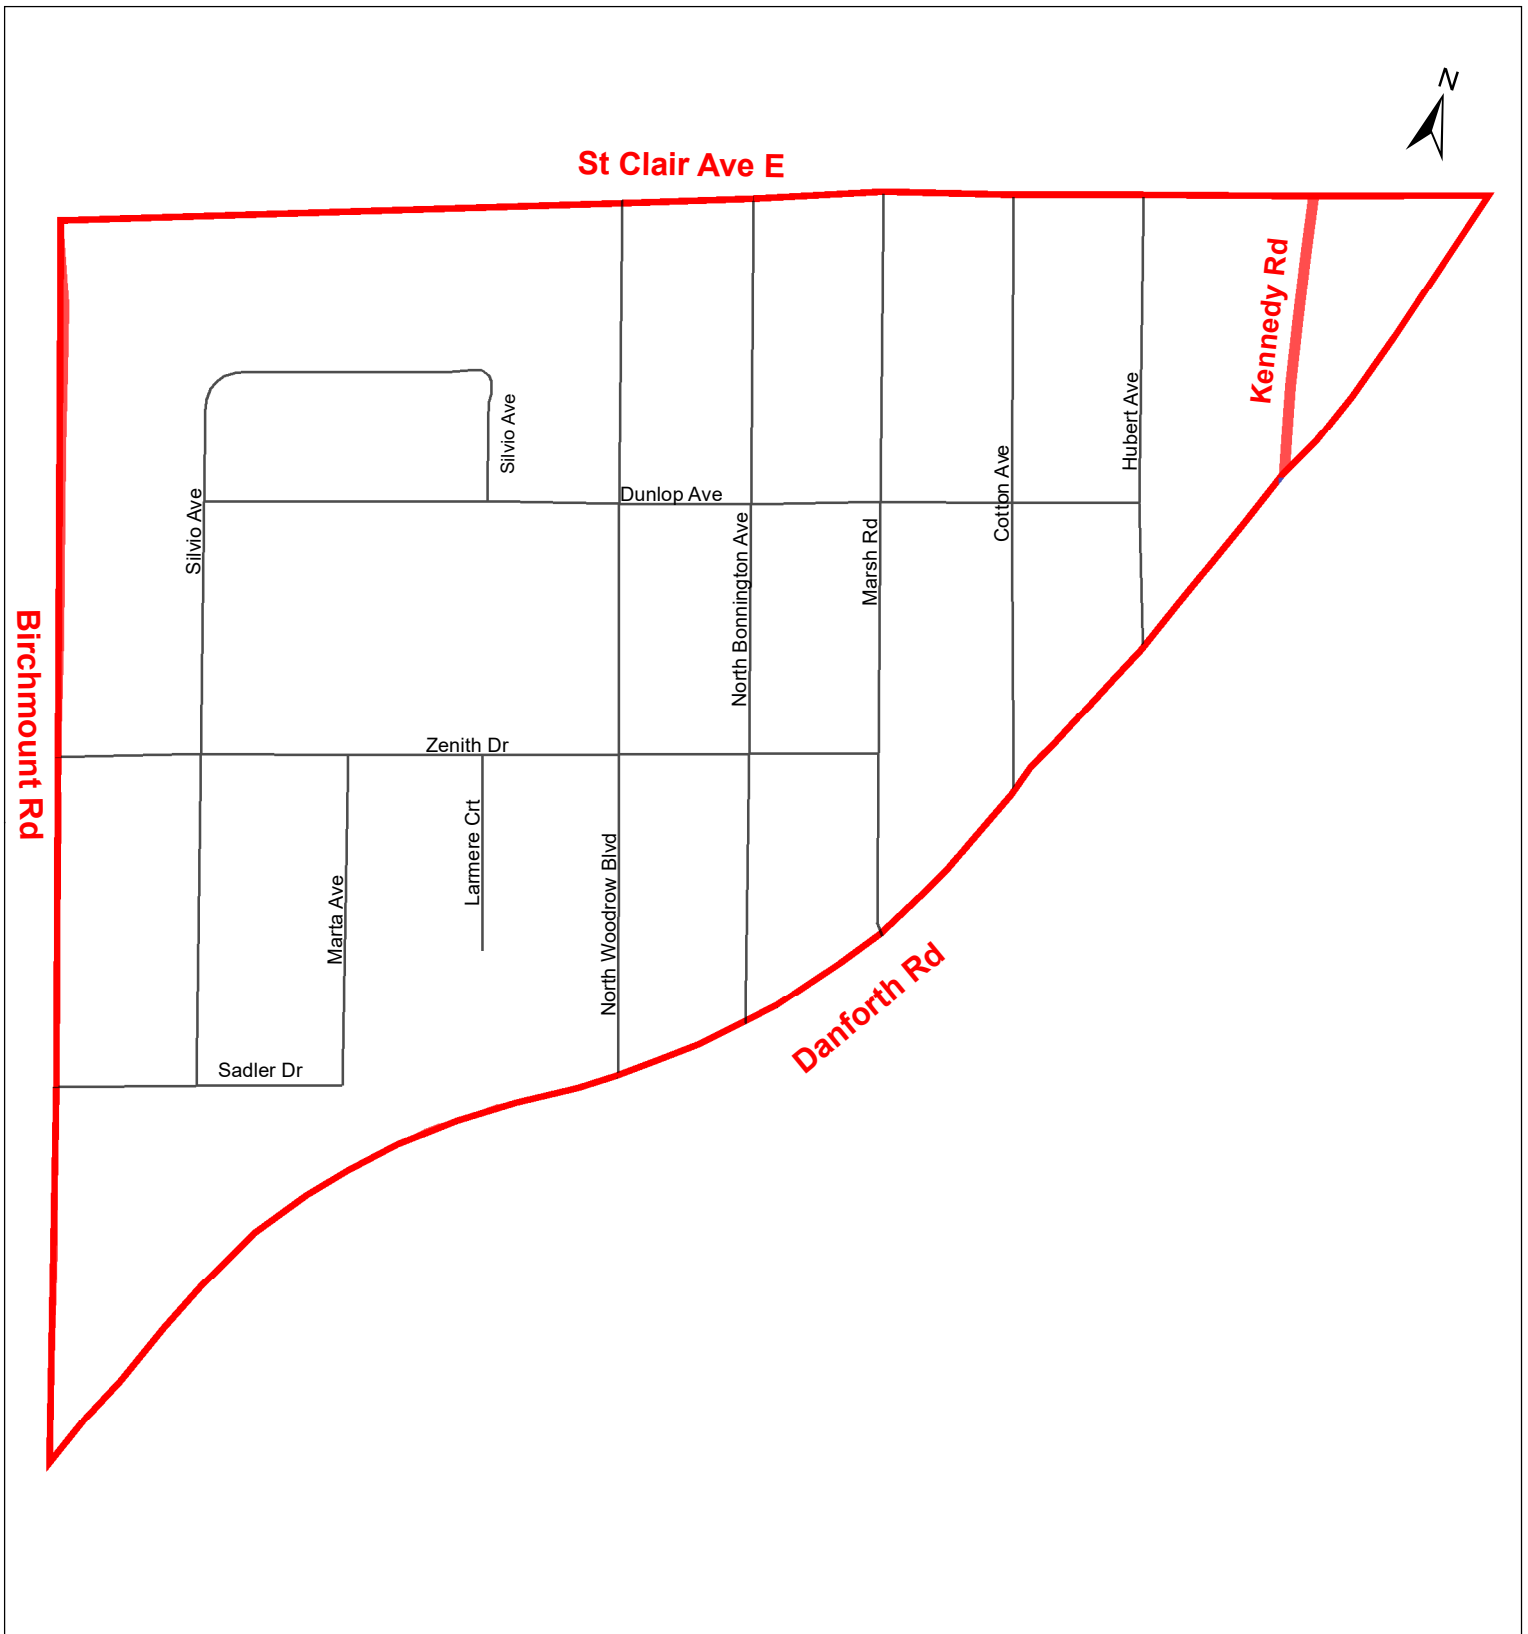 N
St Clair Ave E
Kennedy Rd
Hubert Ave
Silvio Ave
Cotton Ave
Silvio Ave
Dunlop Ave
North Bonnington Ave
Marsh Rd
Birchmount Rd
Zenith Dr
Larmere Crt
North Woodrow Blvd
Marta Ave
Danforth Rd
Sadler Dr